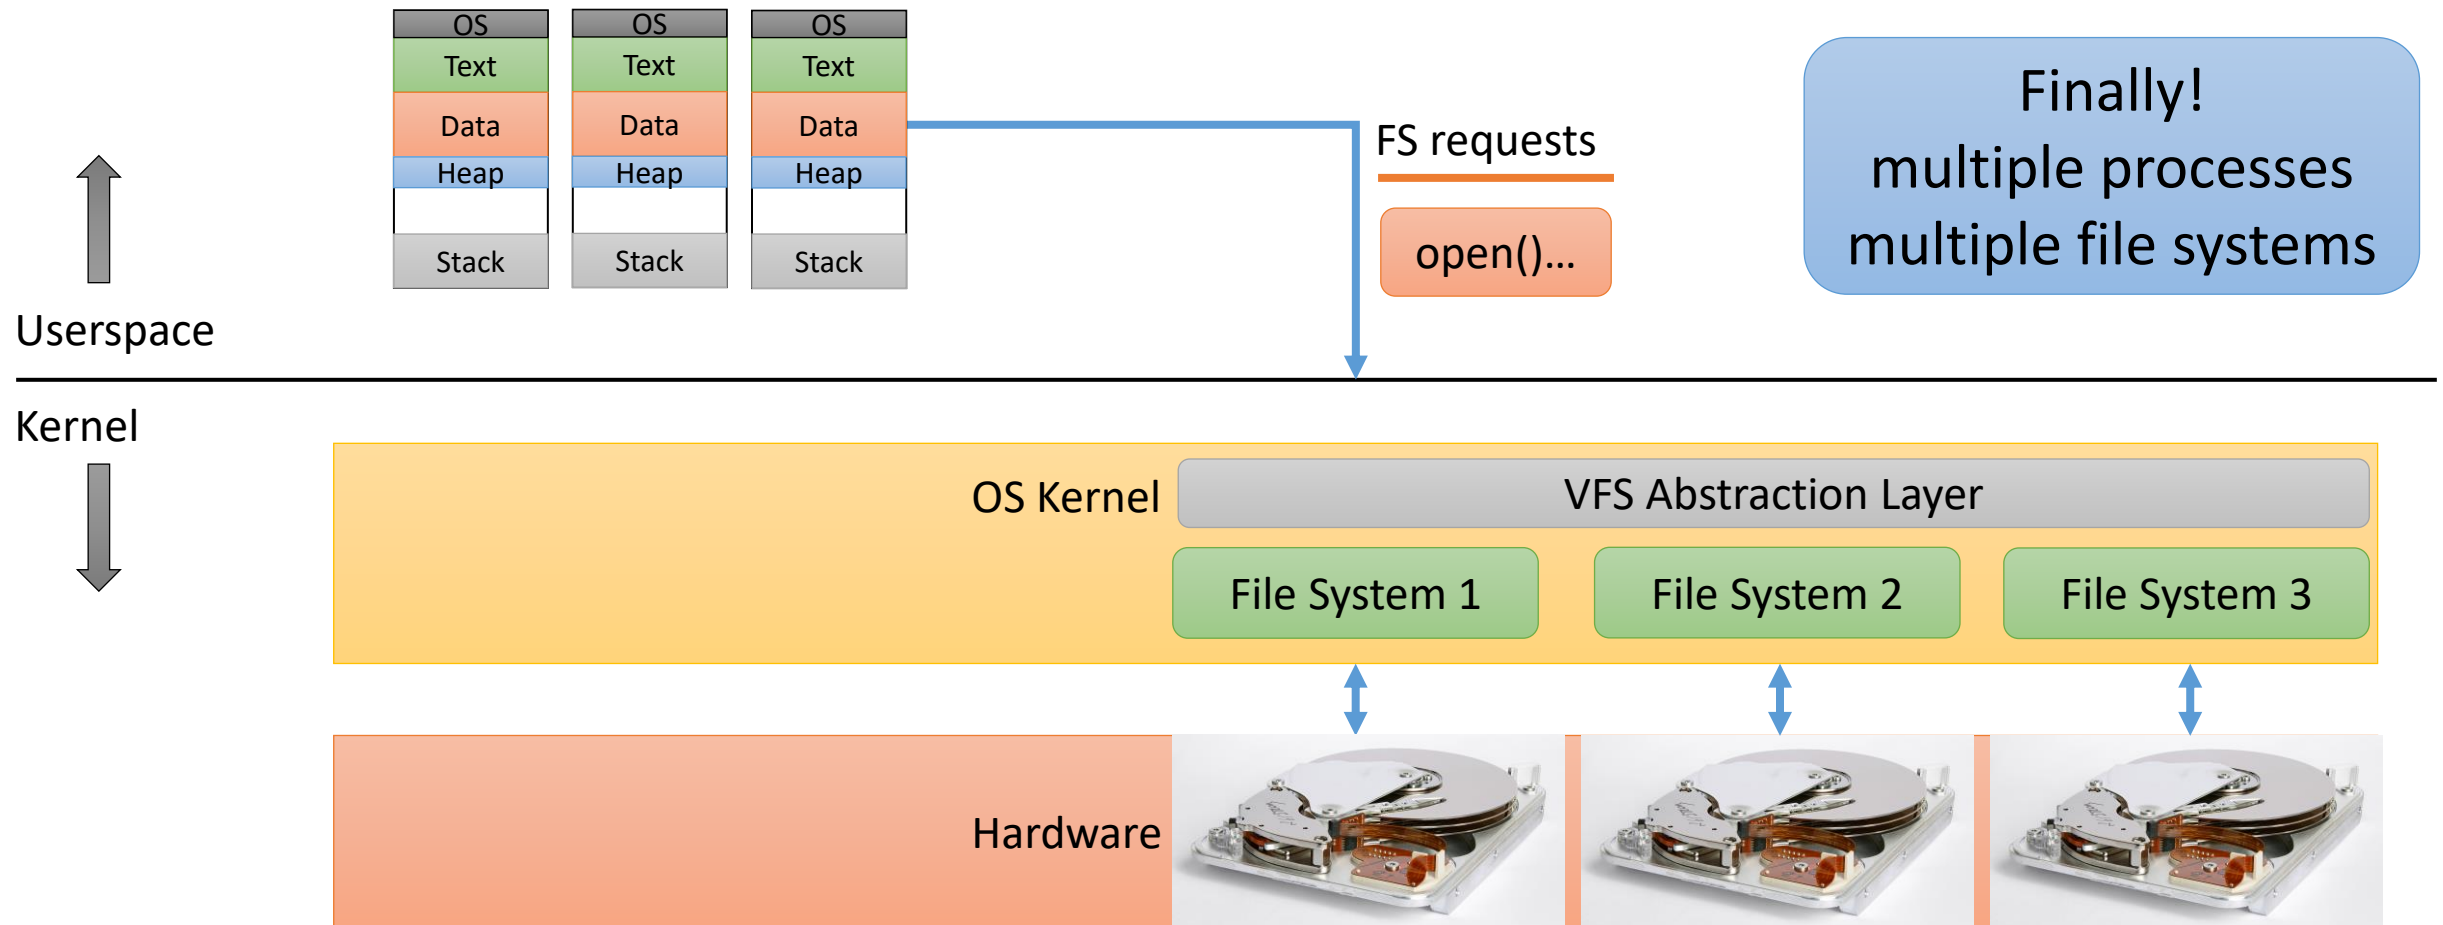 OS
Text
Data
Heap
Stack
OS
Text
Data
Heap
Stack
OS
Text
Data
Heap
Stack
FS requests
open()...
Finally!
multiple processes
multiple file systems
Userspace
Kernel
OS Kernel
VFS Abstraction Layer
File System 1
File System 2
File System 3
Hardware